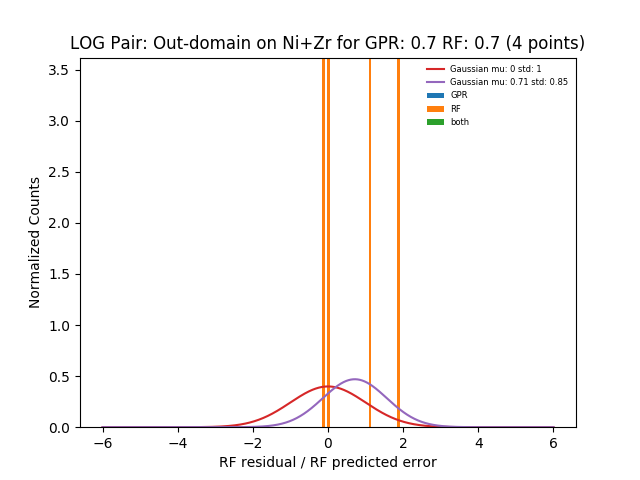 LOG Pair: Out-domain on Ni+Zr for GPR: 0.7 RF: 0.7 (4 points)
3.5
3.0
2.5
2.0
1.5
1.0
0.5
0.0
Normalized Counts
Gaussian mu: 0 std: 1
Gaussian mu: 0.71 std: 0.85
GPR
RF
both
−6
−4
−2
0
2
4
6
RF residual / RF predicted error